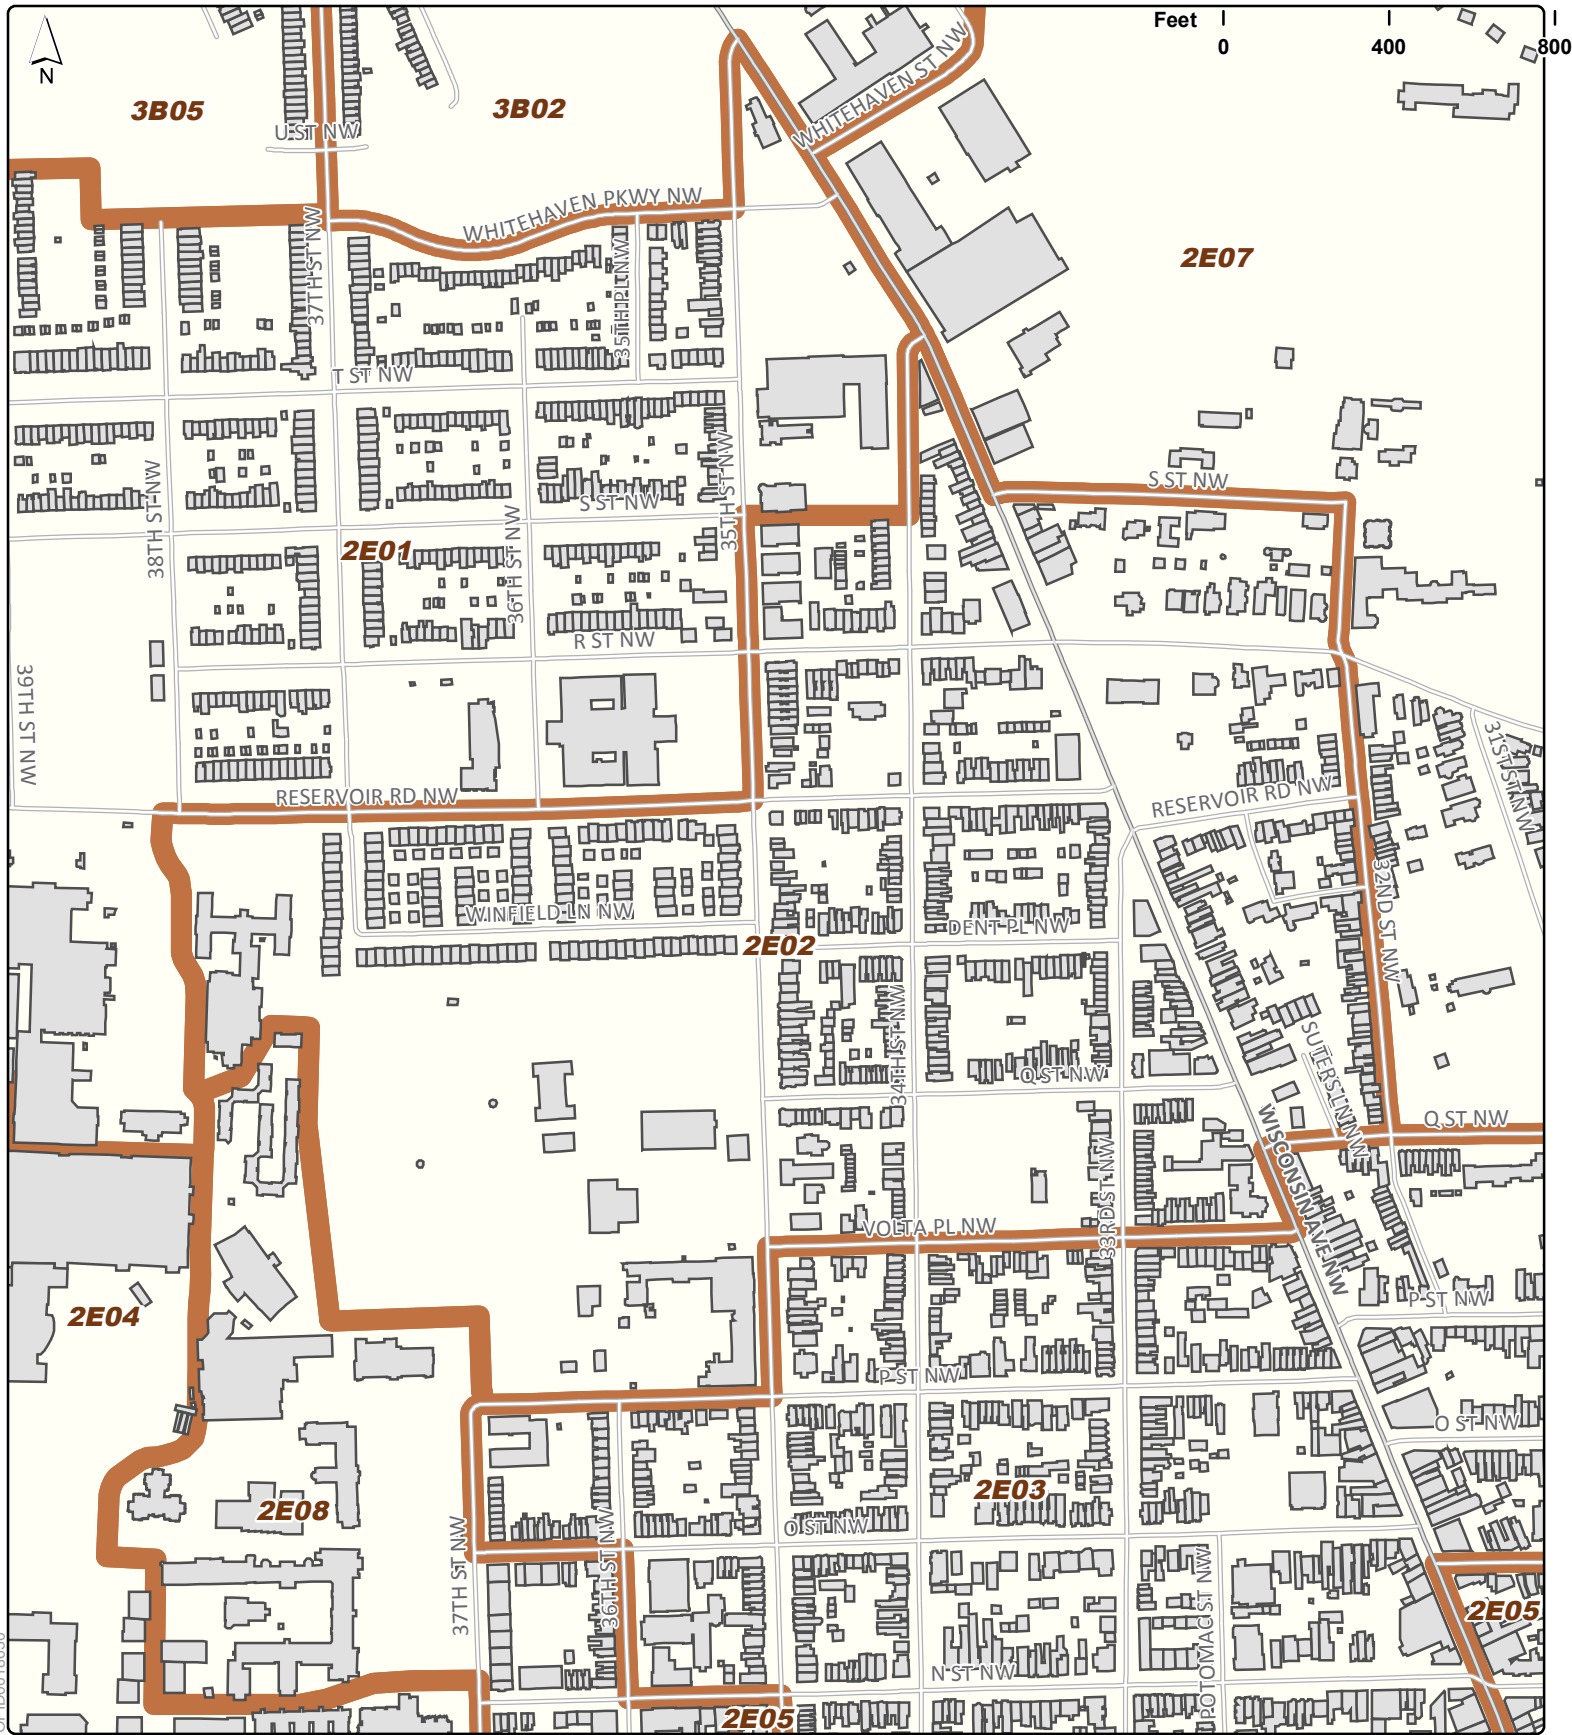 Feet
0
400
800
N
3B05
3B02
U ST NW
WHITEHAVEN ST NW
WHITEHAVEN PKWY NW
2E07
37TH ST NW
35TH PL NW
T ST NW
38TH ST NW
S ST NW
35TH ST NW
S ST NW
2E01
36TH ST NW
R ST NW
39TH ST NW
31ST ST NW
RESERVOIR RD NW
RESERVOIR RD NW
32ND ST NW
WINFIELD LN NW
DENT PL NW
2E02
34TH ST NW
SUTERS LN NW
Q ST NW
Q ST NW
WISCONSIN AVE NW
33RD ST NW
VOLTA PL NW
2E04
P ST NW
P ST NW
O ST NW
2E03
2E08
O ST NW
37TH ST NW
36TH ST NW
POTOMAC ST NW
2E05
N ST NW
2E05